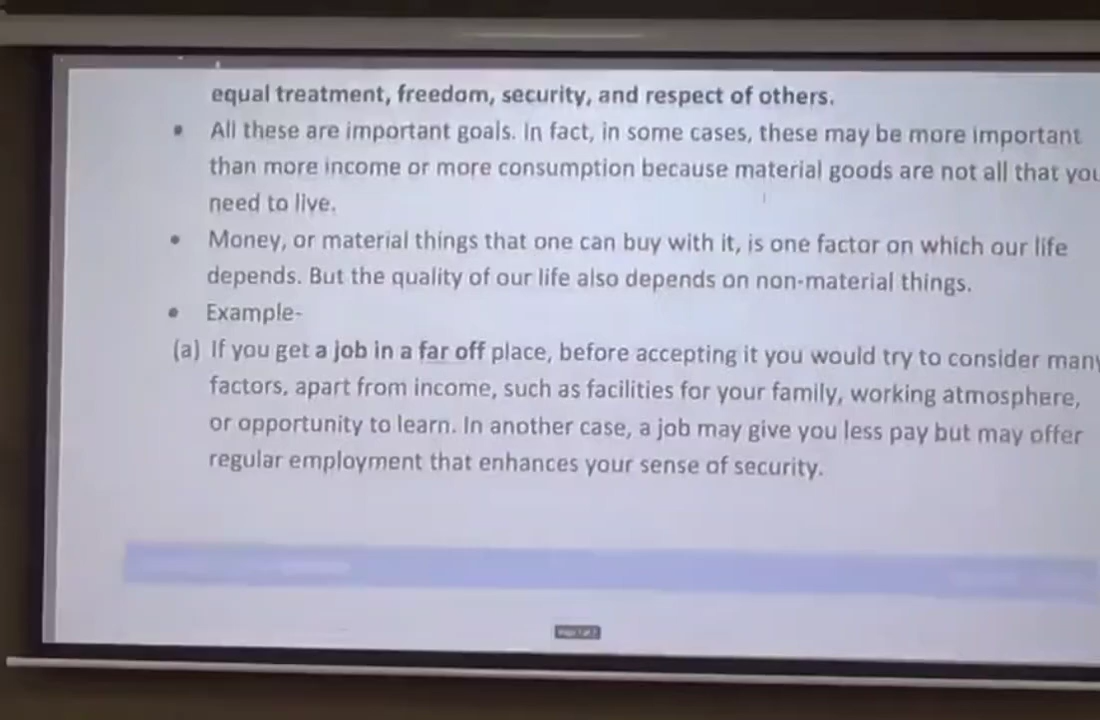 equal treatment, freedom, security, and respect of others.
• All these are important goals. In fact, in some cases, these may be more important
than more income or more consumption because material goods are not all that you
need to live.
• Money, or material things that one can buy with it, is one factor on which our life
depends. But the quality of our life also depends on non-material things.
• Example-
(a) If you get a job in a far off place, before accepting it you would try to consider many
factors, apart from income, such as facilities for your family, working atmosphere,
or opportunity to learn. In another case, a job may give you less pay but may offer
regular employment that enhances your sense of security.